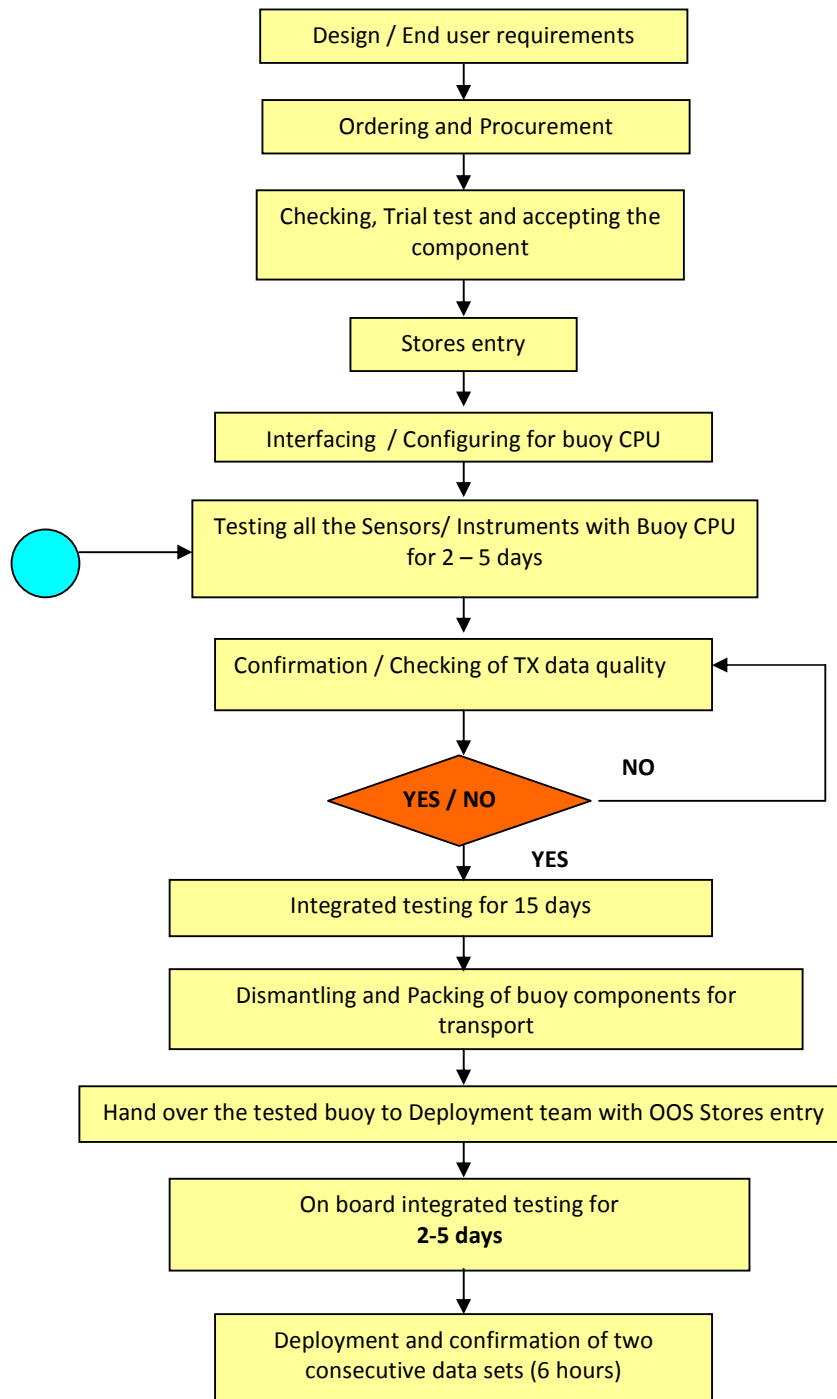 Design / End user requirements
Ordering and Procurement
Checking, Trial test and accepting the
component
Stores entry
Interfacing / Configuring for buoy CPU
Testing all the Sensors/ Instruments with Buoy CPU
for 2 – 5 days
Confirmation / Checking of TX data quality
NO
YES / NO
YES
Integrated testing for 15 days
Dismantling and Packing of buoy components for
transport
Hand over the tested buoy to Deployment team with OOS Stores entry
On board integrated testing for
2-5 days
Deployment and confirmation of two
consecutive data sets (6 hours)